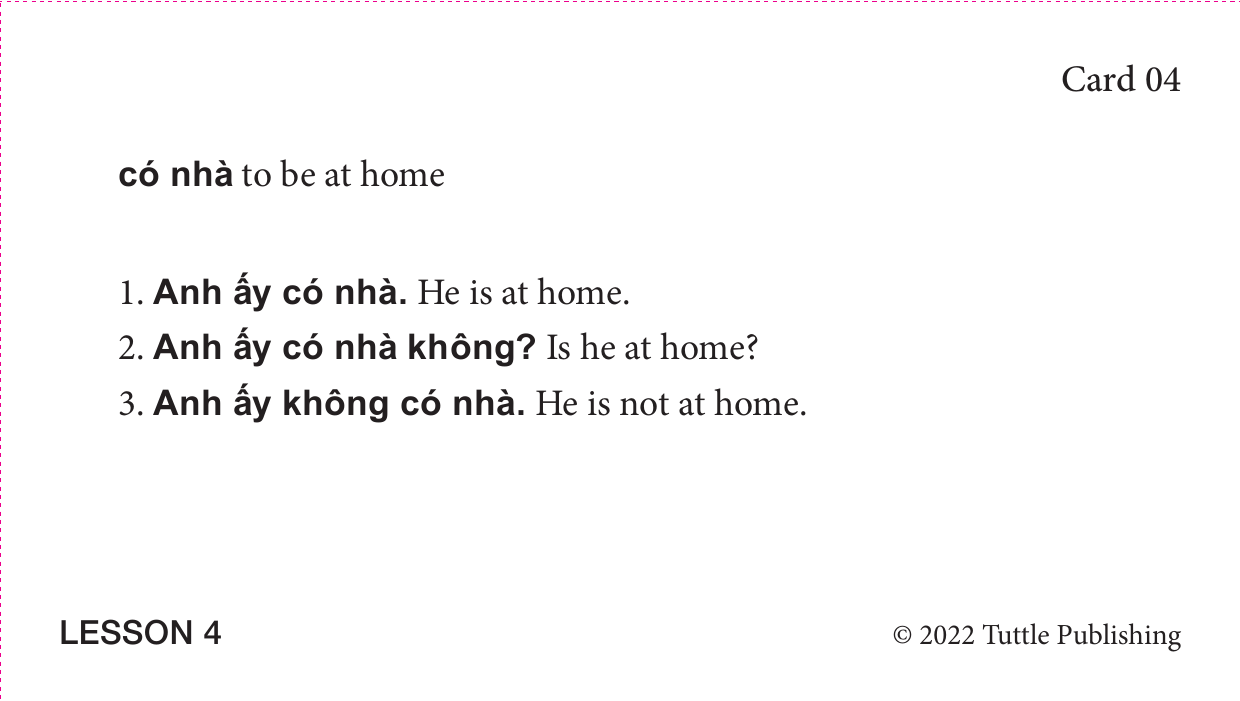 Card 04
có nhà to be at home
1. Anh ấy có nhà. He is at home.
2. Anh ấy có nhà không? Is he at home?
3. Anh ấy không có nhà. He is not at home.
LESSON 4
© 2022 Tuttle Publishing